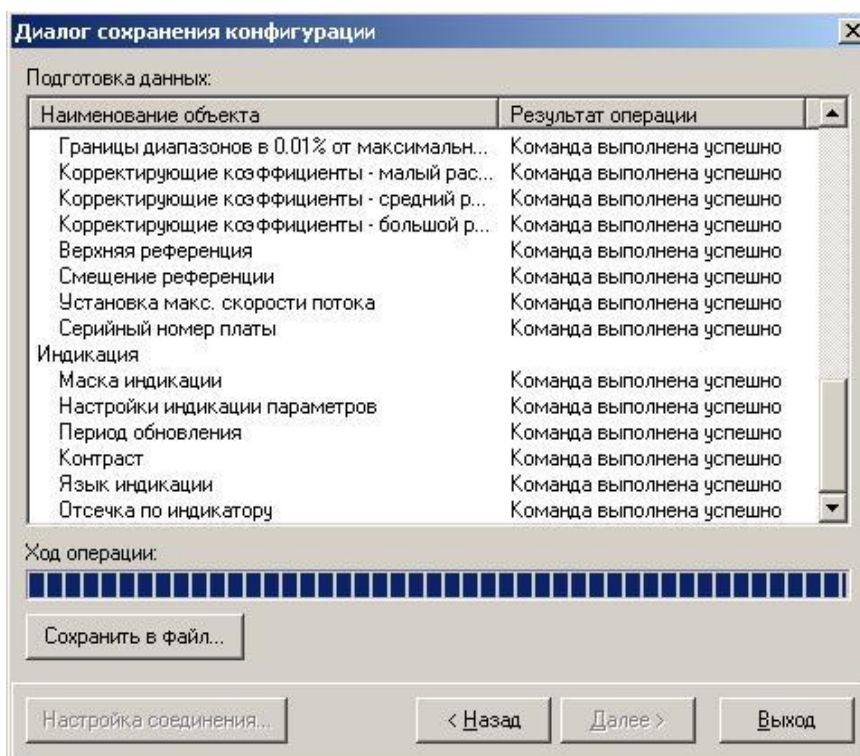 Диалог сохранения конфигурации
Подготовка данных:
Наименование объекта Результат операции
Границы диапазонов в 0.01% от максимальн... Команда выполнена успешно
Корректирующие коэффициенты - малый рас... Команда выполнена успешно
Корректирующие коэффициенты - средний р... Команда выполнена успешно
Корректирующие коэффициенты - большой р... Команда выполнена успешно
Верхняя референция Команда выполнена успешно
Смещение референции Команда выполнена успешно
Установка макс. скорости потока Команда выполнена успешно
Серийный номер платы Команда выполнена успешно
Индикация
Маска индикации Команда выполнена успешно
Настройки индикации параметров Команда выполнена успешно
Период обновления Команда выполнена успешно
Контраст Команда выполнена успешно
Язык индикации Команда выполнена успешно
Отсечка по индикатору Команда выполнена успешно
Ход операции:
Сохранить в файл...
Настройка соединения... < Назад Далее > Выход